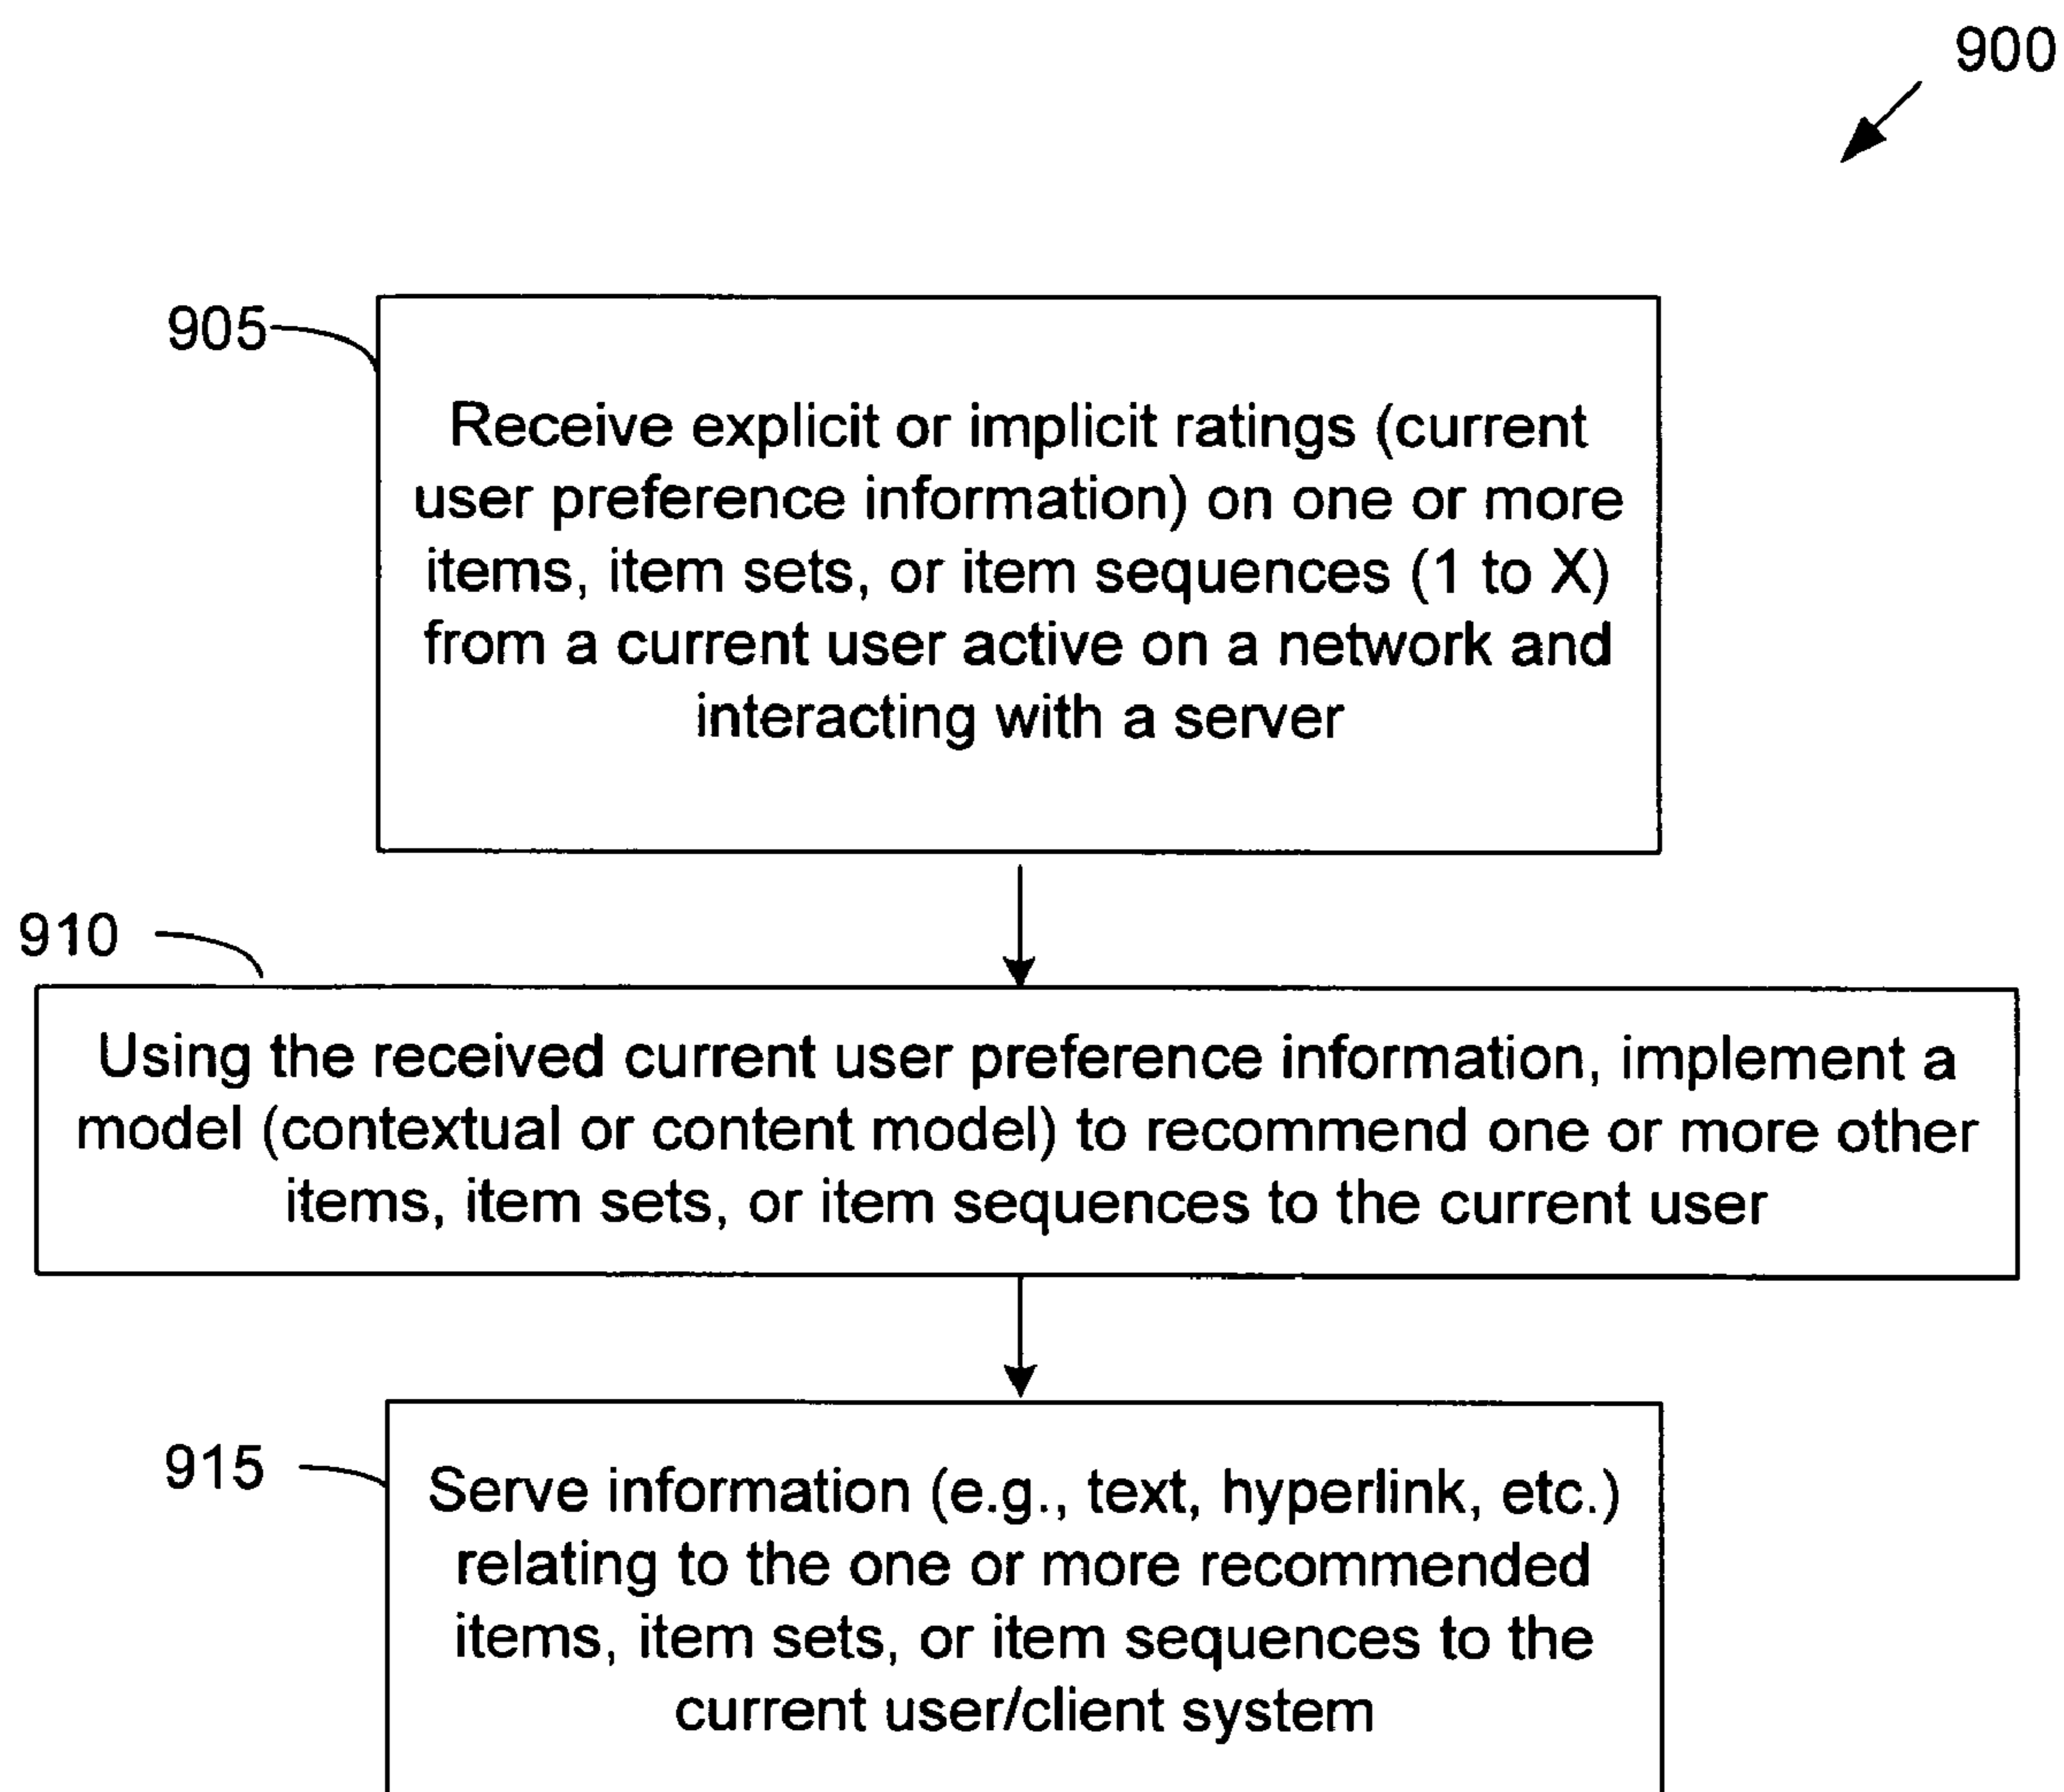 900
905
Receive explicit or implicit ratings (current
user preference information) on one or more
items, item sets, or item sequences (1 to X)
from a current user active on a network and
interacting with a server
910
Using the received current user preference information, implement a
model (contextual or content model) to recommend one or more other
items, item sets, or item sequences to the current user
915
Serve information (e.g., text, hyperlink, etc.)
relating to the one or more recommended
items, item sets, or item sequences to the
current user/client system